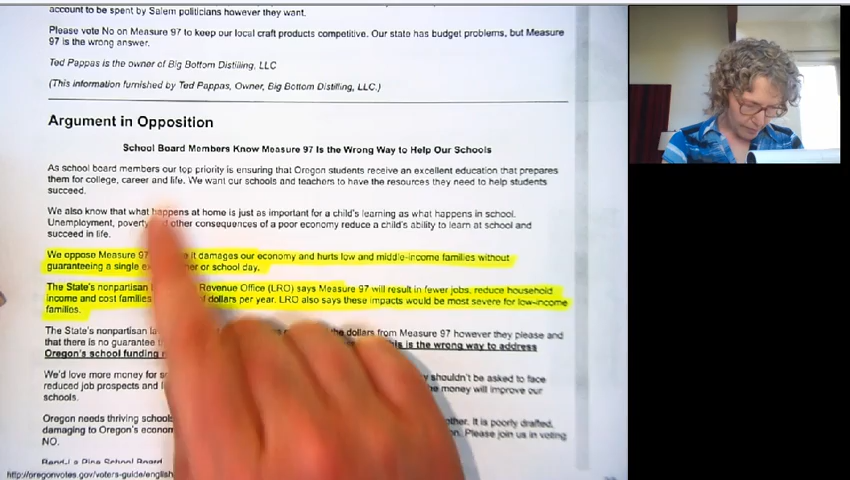 account to be spent by Salem politicians however they want.
Please vote No on Measure 97 to keep our local craft products competitive. Our state has budget problems, but Measure
97 is the wrong answer.
Ted Pappas is the owner of Big Bottom Distilling, LLC
(This information furnished by Ted Pappas, Owner, Big Bottom Distilling, LLC.)
Argument in Opposition
School Board Members Know Measure 97 Is the Wrong Way to Help Our Schools
As school board members our top priority is ensuring that Oregon students receive an excellent education that prepares
them for college, career and life. We want our schools and teachers to have the resources they need to help students
succeed.
We also know that what happens at home is just as important for a child's learning as what happens in school.
Unemployment, poverty other consequences of a poor economy reduce a child's ability to learn at school and
succeed in life.
We oppose Measure 97 it damages our economy and hurts low and middle-income families without
guaranteeing a single or school day.
The State's nonpartisan Revenue Office (LRO) says Measure 97 will result in fewer jobs, reduce household
income and cost families of dollars per year. LRO also says these impacts would be most severe for low-income
families.
The State's nonpartisan the dollars from Measure 97 however they please and
that there is no guarantee is is the wrong way to address
Oregon's school funding
We'd love more money for shouldn't be asked to face
reduced job prospects and money will improve our
schools.
Oregon needs thriving schools It is poorly drafted,
damaging to Oregon's Please join us in voting
NO.
School Board
http://oregonvotes.gov/voters-guide/english